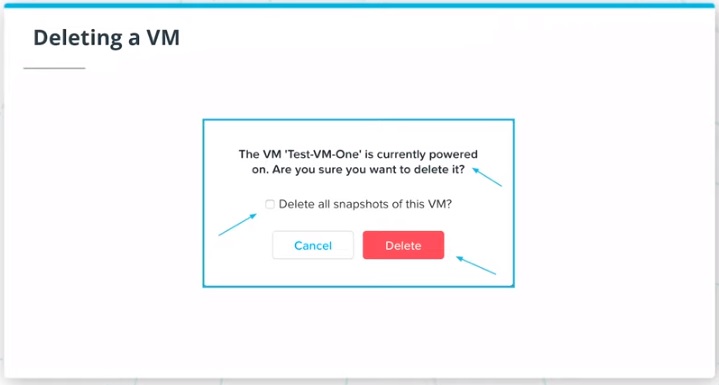 Deleting a VM
The VM 'Test-VM-One' is currently powered
on. Are you sure you want to delete it?
Delete all snapshots of this VM?
Cancel
Delete